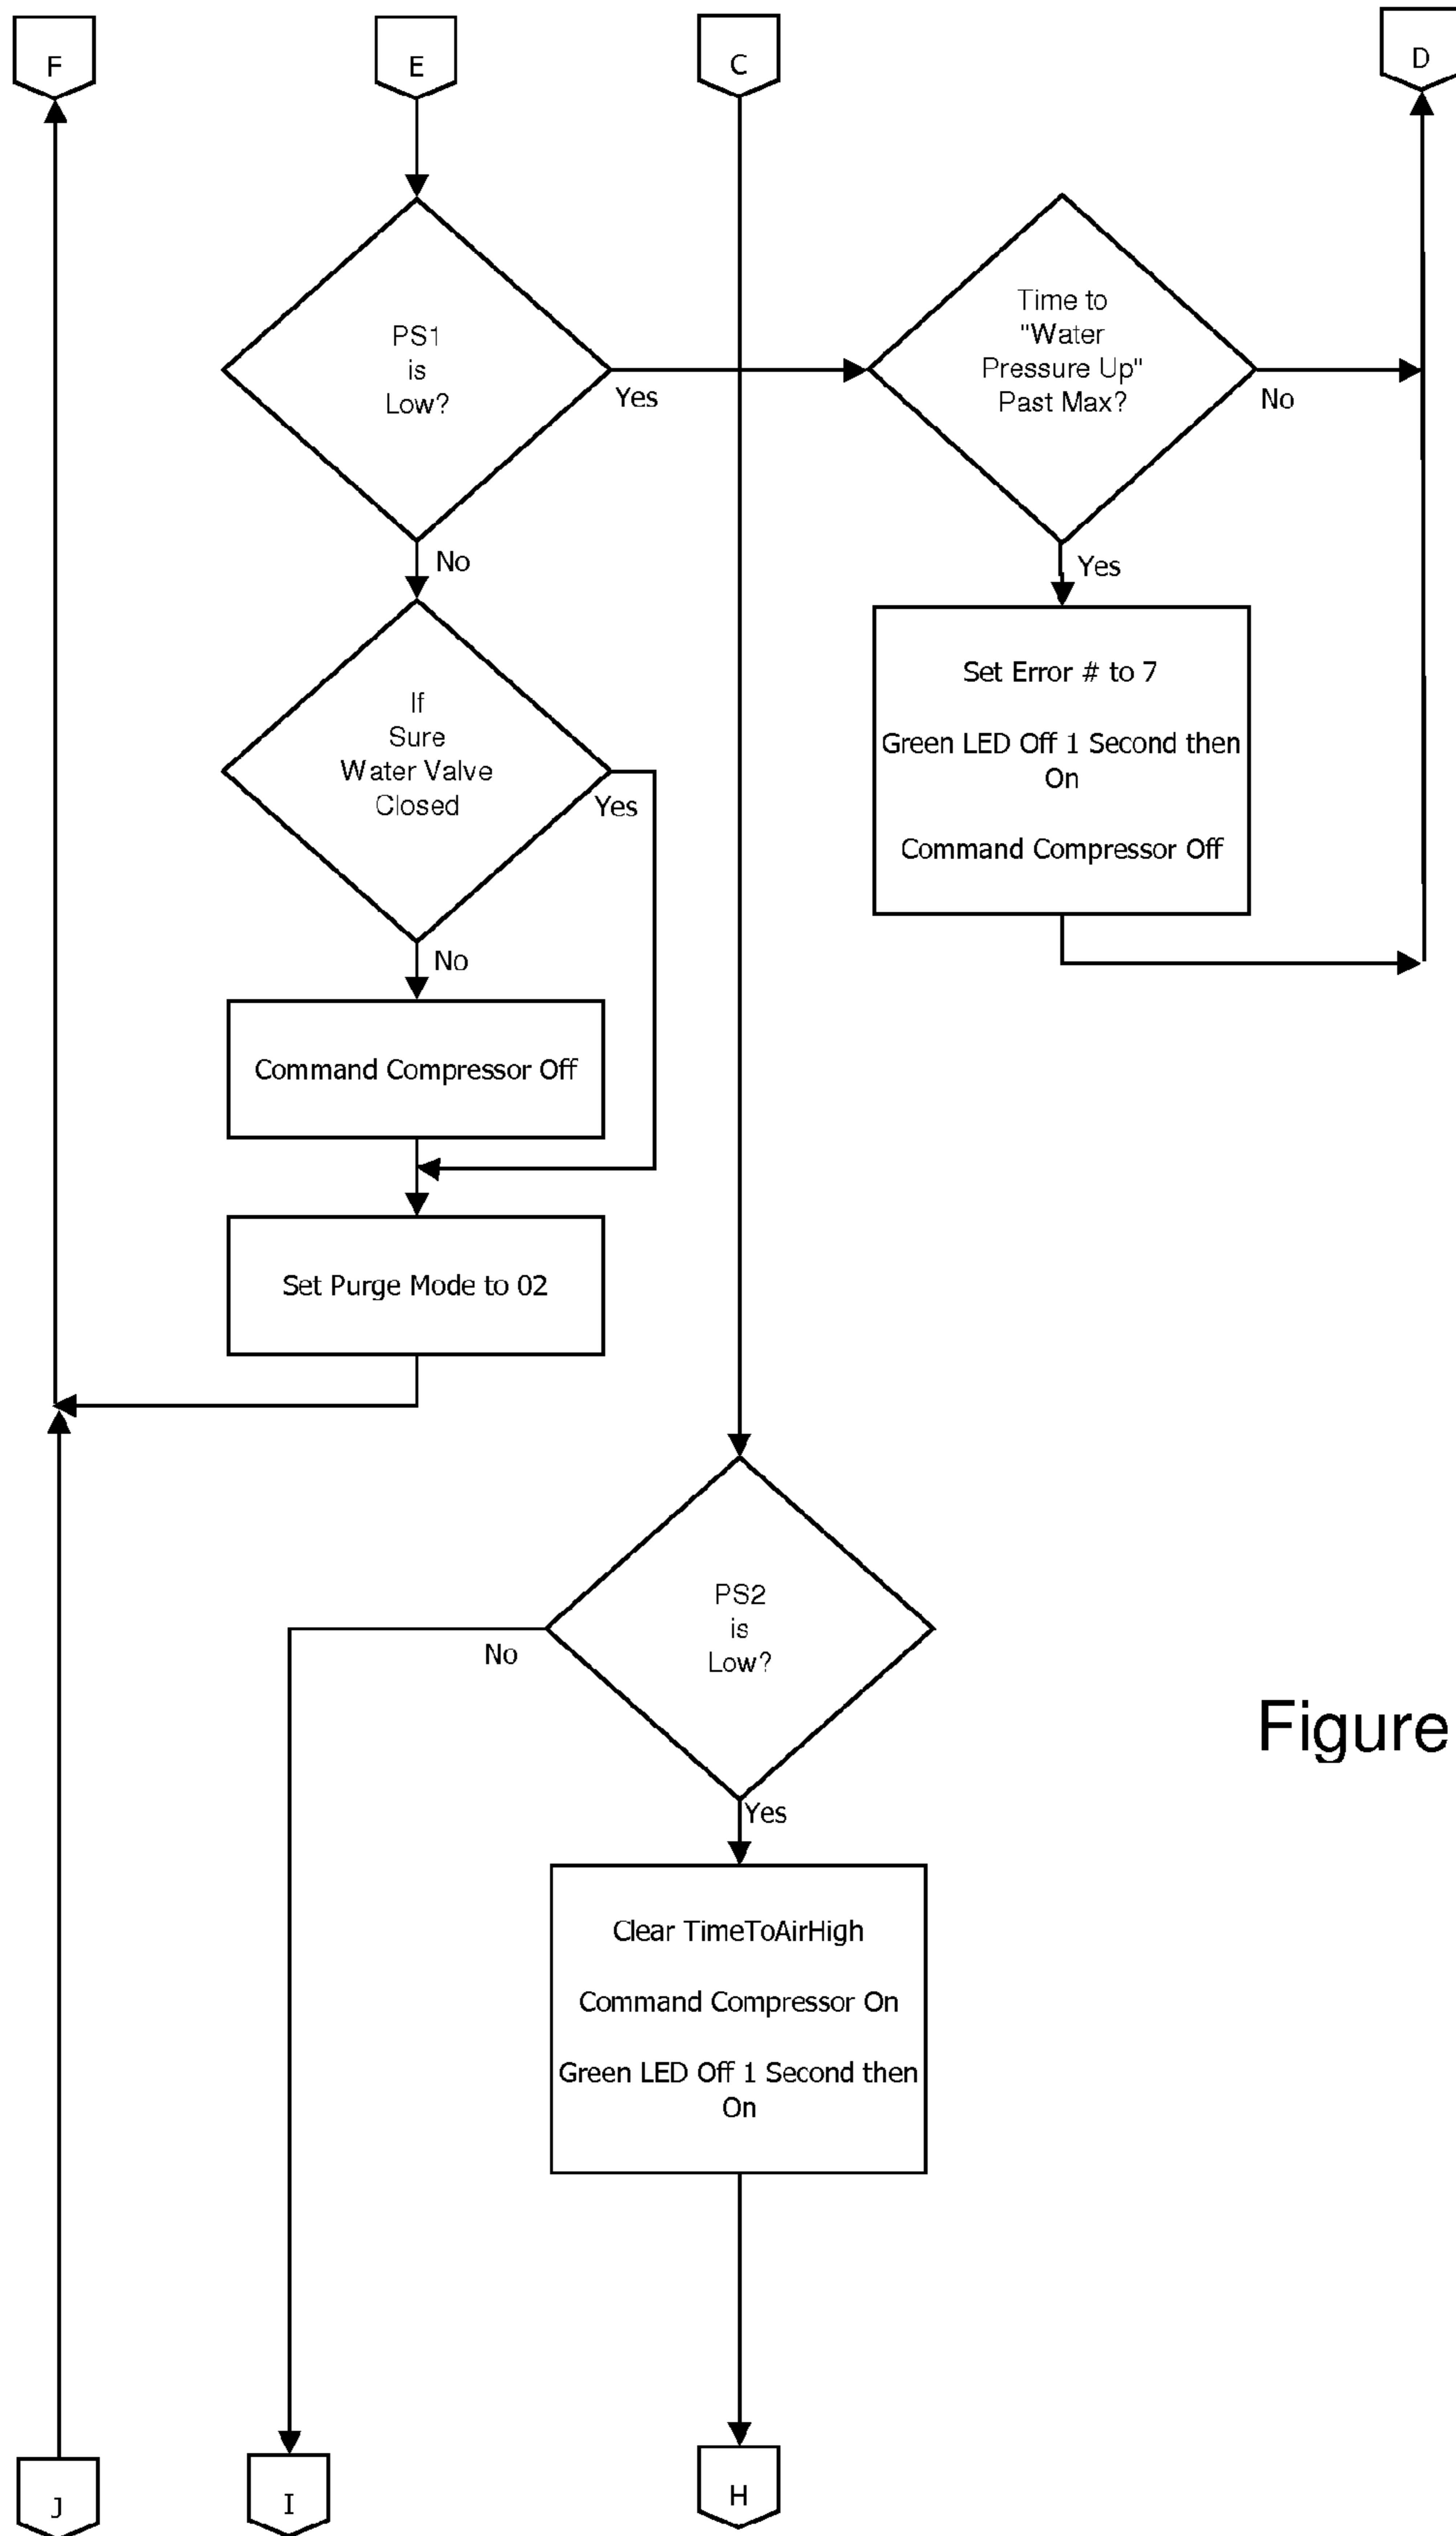 F
E
C
D
PS1
is
Low?
Yes
No
Time to
"Water
Pressure Up"
Past Max?
No
Yes
If
Sure
Water Valve
Closed
Yes
No
Set Error # to 7
Green LED Off 1 Second then
On
Command Compressor Off
Command Compressor Off
Set Purge Mode to 02
PS2
is
Low?
No
Yes
Figure
Clear TimeToAirHigh
Command Compressor On
Green LED Off 1 Second then
On
J
I
H